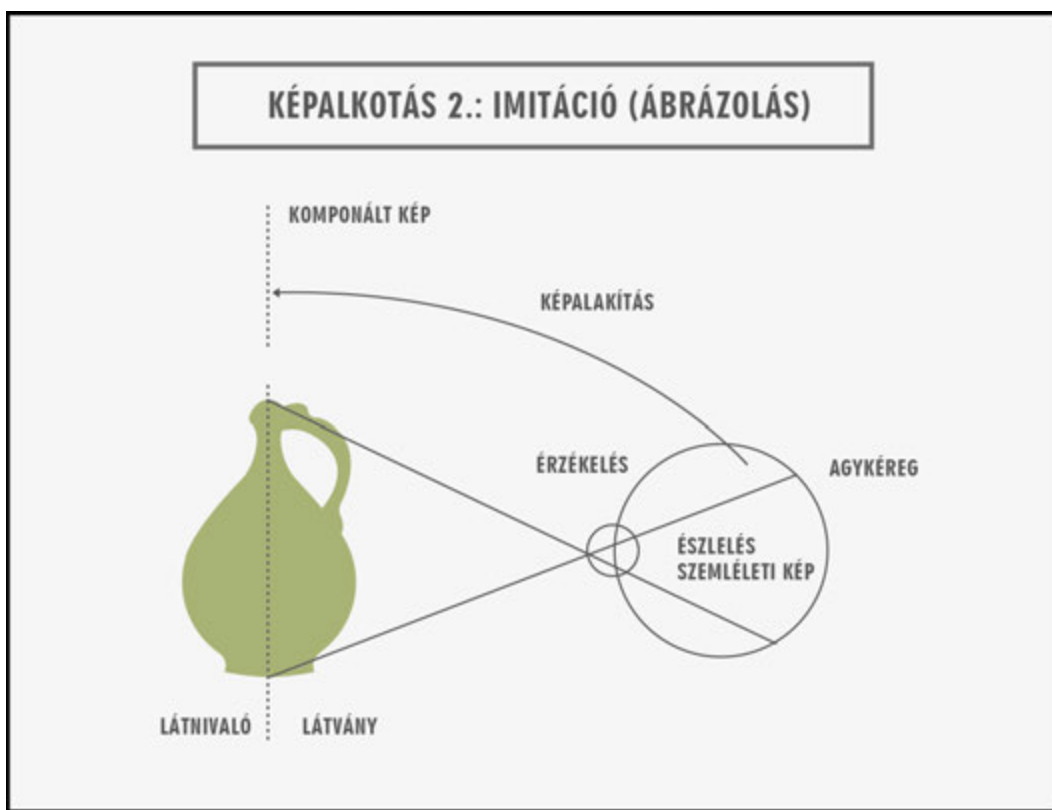 KÉPALKOTÁS 2.: IMITÁCIÓ (ÁBRÁZOLÁS)
KOMPONÁLT KÉP
KÉPALAKÍTÁS
ÉRZÉKELÉS
AGYKÉREG
ÉSZLELÉS
SZEMLÉLETI KÉP
LÁTNIVALÓ
LÁTVÁNY